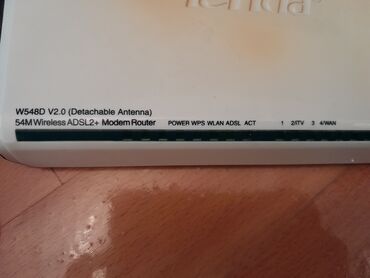 Tenda
W548D V2.0 (Detachable Antenna)
54M Wireless ADSL2+ Modem Router POWER WPS WLAN ADSL ACT 1 2/ITV 3 4/WAN